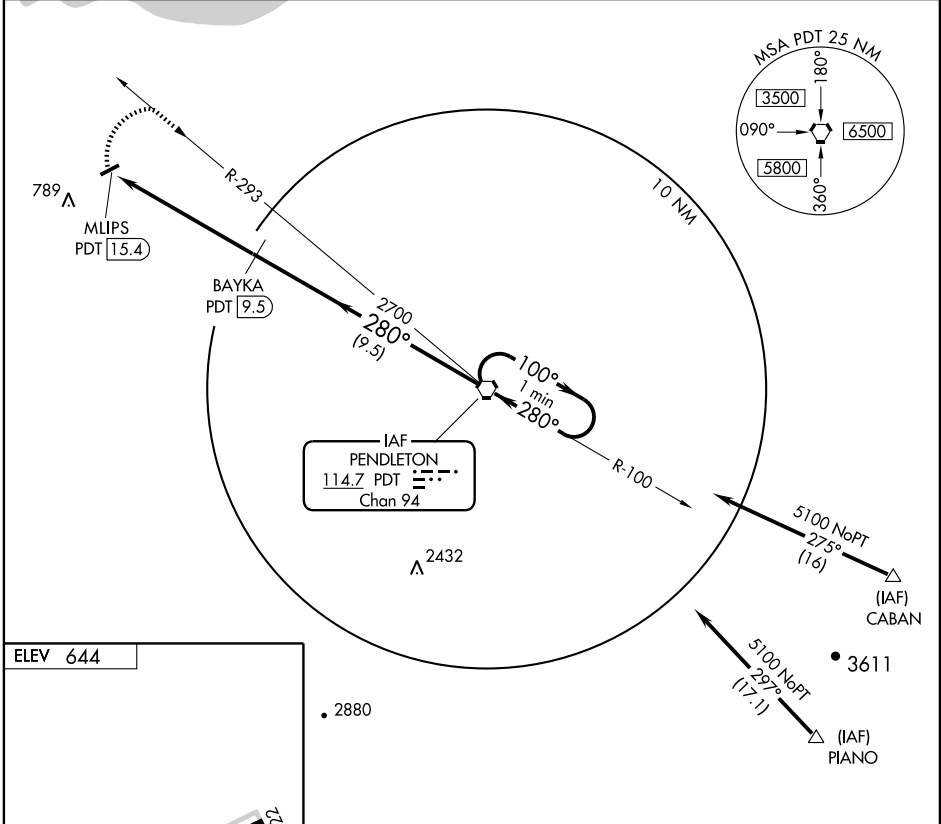 MSA PDT 25 NM
180°
3500
090°
6500
5800
360°
R-293
10 NM
789
MLIPS
PDT 15.4
BAYKA
PDT 9.5
2700
280°
(9.5)
100°
1 min
280°
IAF
PENDLETON
114.7 PDT
Chan 94
R-100
5100 NoPT
275°
(16)
(IAF)
CABAN
2432
3611
5100 NoPT
297°
(17.1)
(IAF)
PIANO
ELEV 644
2880
22